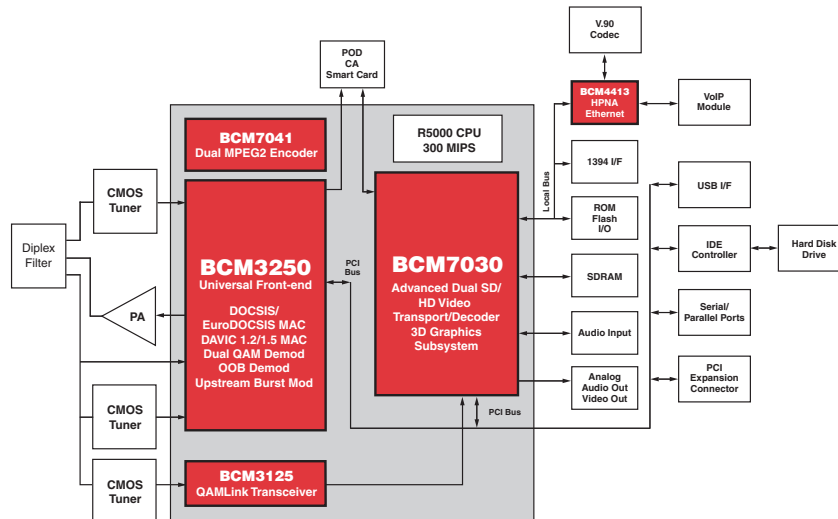 V.90
Codec
POD
CA
Smart Card
BCM4413
HPNA
Ethernet
VoIP
Module
BCM7041
Dual MPEG2 Encoder
R5000 CPU
300 MIPS
1394 I/F
Local Bus
USB I/F
CMOS
Tuner
ROM
Flash
I/O
Diplex
Filter
BCM3250
Universal Front-end
DOCSIS/
EuroDOCSIS MAC
DAVIC 1.2/1.5 MAC
Dual QAM Demod
OOB Demod
Upstream Burst Mod
PCI
Bus
BCM7030
Advanced Dual SD/
HD Video
Transport/Decoder
3D Graphics
Subsystem
IDE
Controller
Hard Disk
Drive
SDRAM
PA
Serial/
Parallel Ports
Audio Input
PCI
Expansion
Connector
Analog
Audio Out
Video Out
CMOS
Tuner
PCI Bus
CMOS
Tuner
BCM3125
QAMLink Transceiver